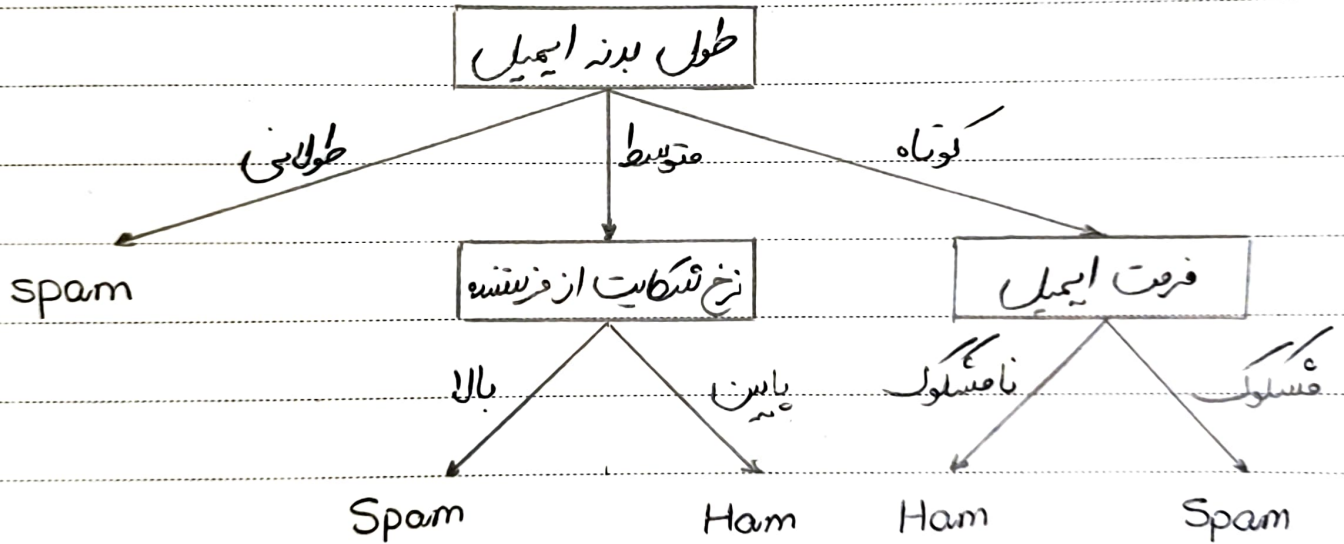 طول بدنه ایمیل
کوتاه
متوسط
طولانی
فرمت ایمیل
نرخ شکایت از فرستنده
spam
مشکوک
نامشکوک
پایین
بالا
Spam
Ham
Ham
Spam